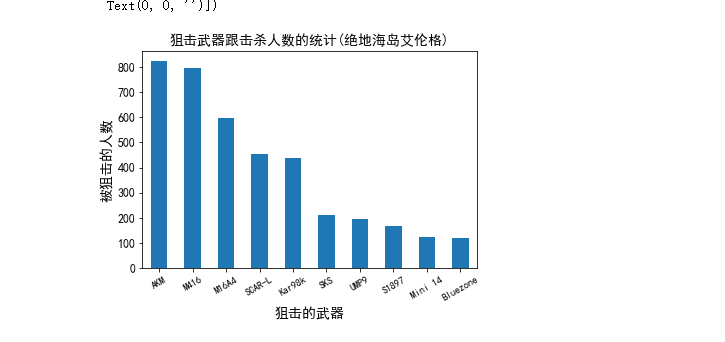 Text(0, 0, '')])
狙击武器跟击杀人数的统计(绝地海岛艾伦格)
被狙击的人数
800
700
600
500
400
300
200
100
0
AKM
M416
M16A4
SCAR-L
Kar98k
SKS
UMP9
S1897
Mini 14
Bluezone
狙击的武器